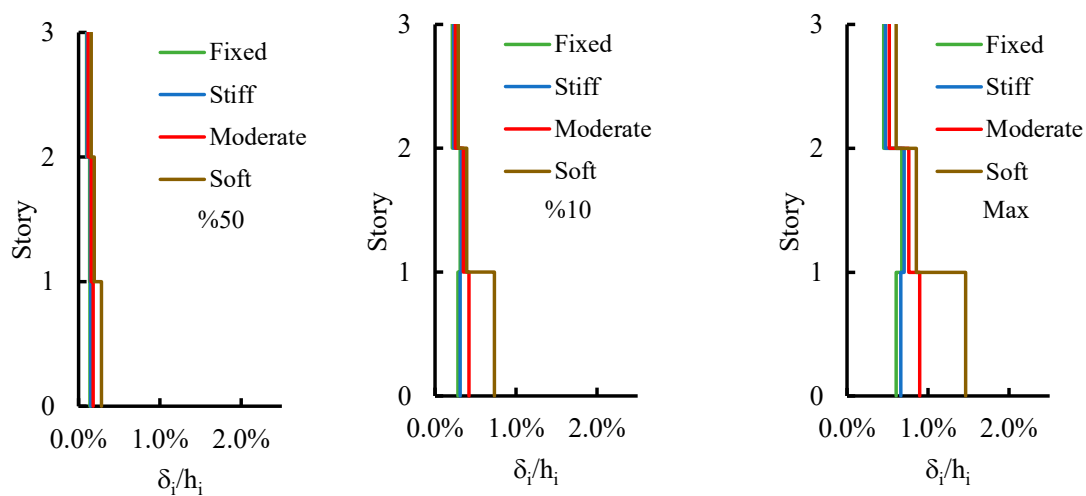 3
2
1
0
Story
Fixed
Stiff
Moderate
Soft
%50
0.0% 1.0% 2.0%
δi/hi
3
2
1
0
Story
Fixed
Stiff
Moderate
Soft
%10
0.0% 1.0% 2.0%
δi/hi
3
2
1
0
Story
Fixed
Stiff
Moderate
Soft
Max
0.0% 1.0% 2.0%
δi/hi